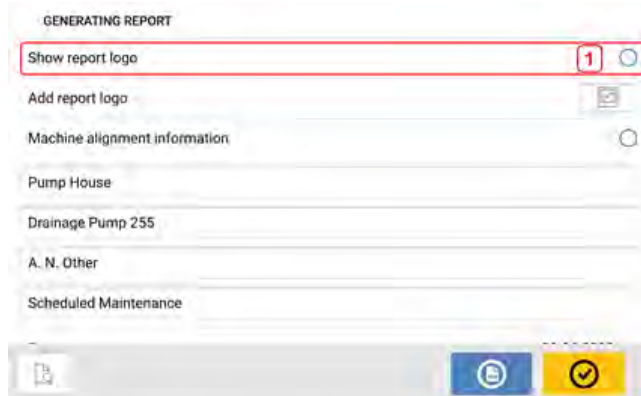 GENERATING REPORT
Show report logo 1
Add report logo
Machine alignment information
Pump House
Drainage Pump 255
A. N. Other
Scheduled Maintenance